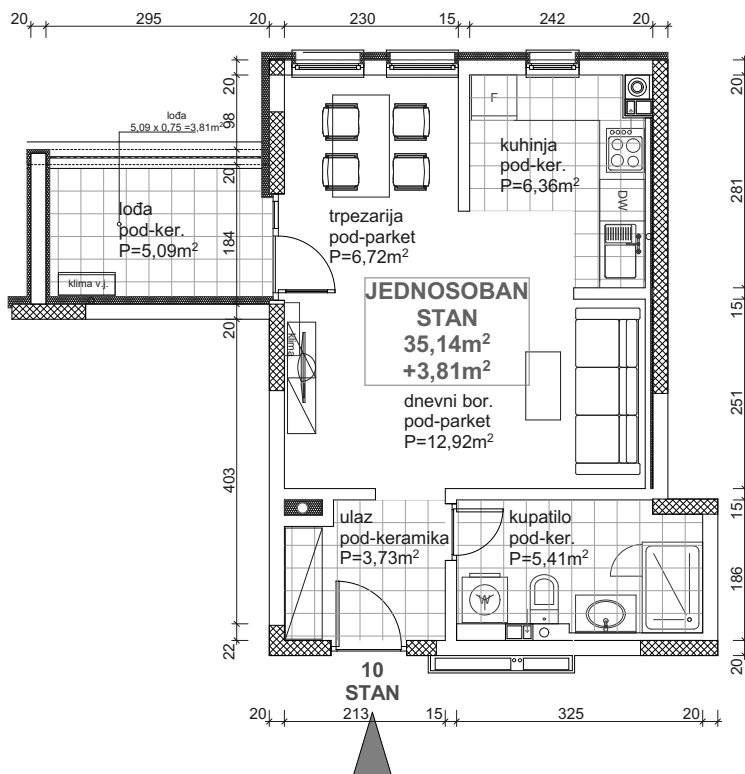 20 295 20 230 15 242 20
20
98
20
184
20
403
22
20
281
15
251
15
186
20
lođa
5,09 x 0,75 =3,81m²
lođa
pod-ker.
P=5,09m²
klima v.j.
klima
trpezarija
pod-parket
P=6,72m²
F
kuhinja
pod-ker.
P=6,36m²
DW
JEDNOSOBAN
STAN
35,14m²
+3,81m²
dnevni bor.
pod-parket
P=12,92m²
ulaz
pod-keramika
P=3,73m²
kupatilo
pod-ker.
P=5,41m²
W
10
STAN
20 213 15 325 20